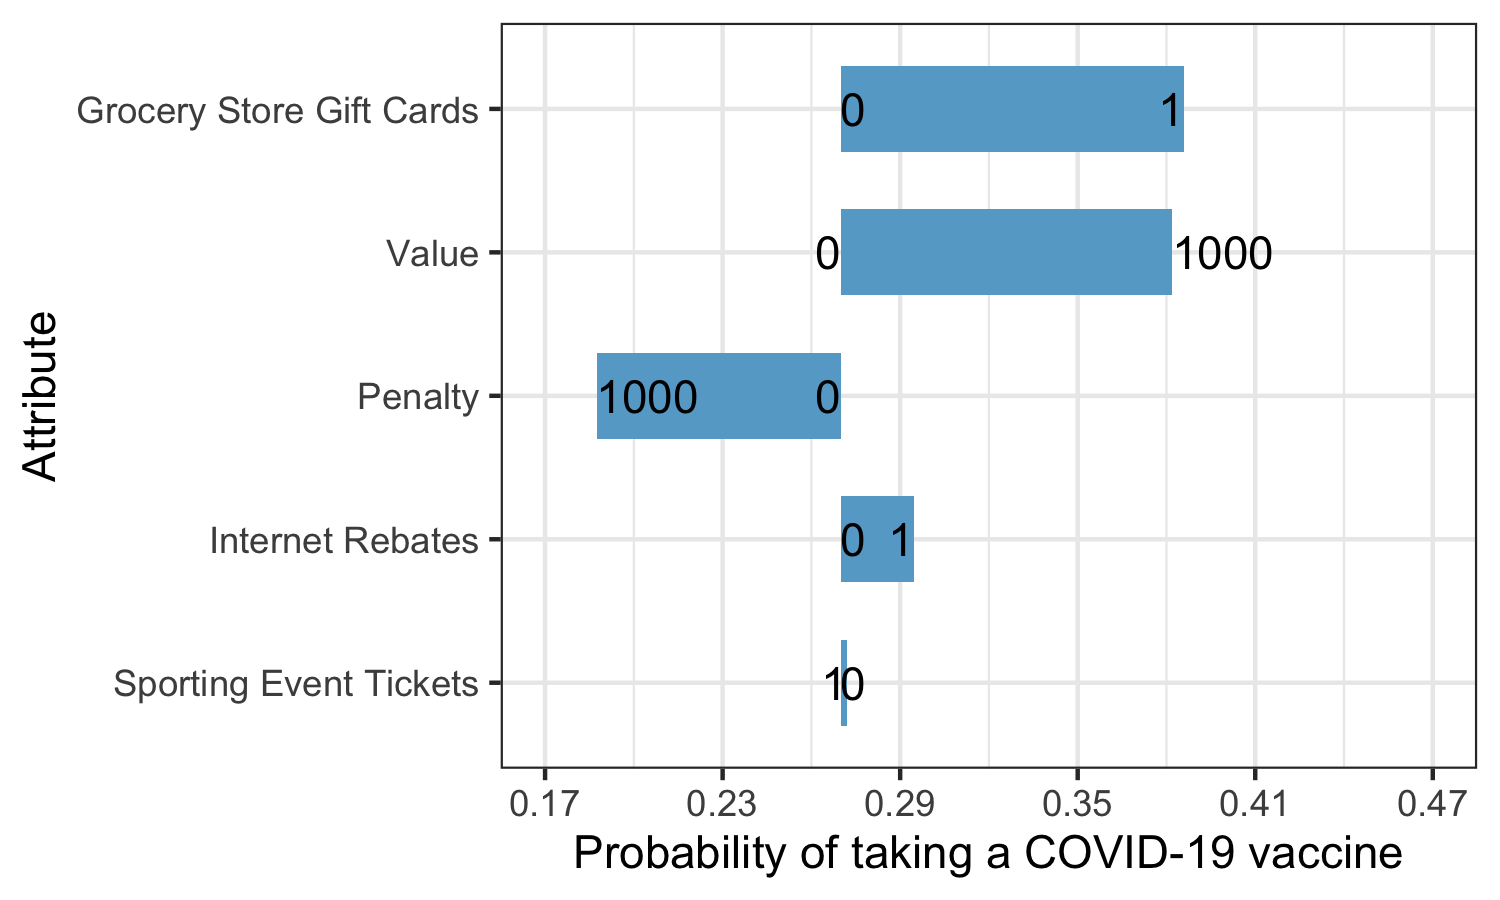 Grocery Store Gift Cards 0 1
Value 0 1000
Penalty 1000 0
Internet Rebates 0 1
Sporting Event Tickets 10
Attribute
0.17 0.23 0.29 0.35 0.41 0.47
Probability of taking a COVID-19 vaccine